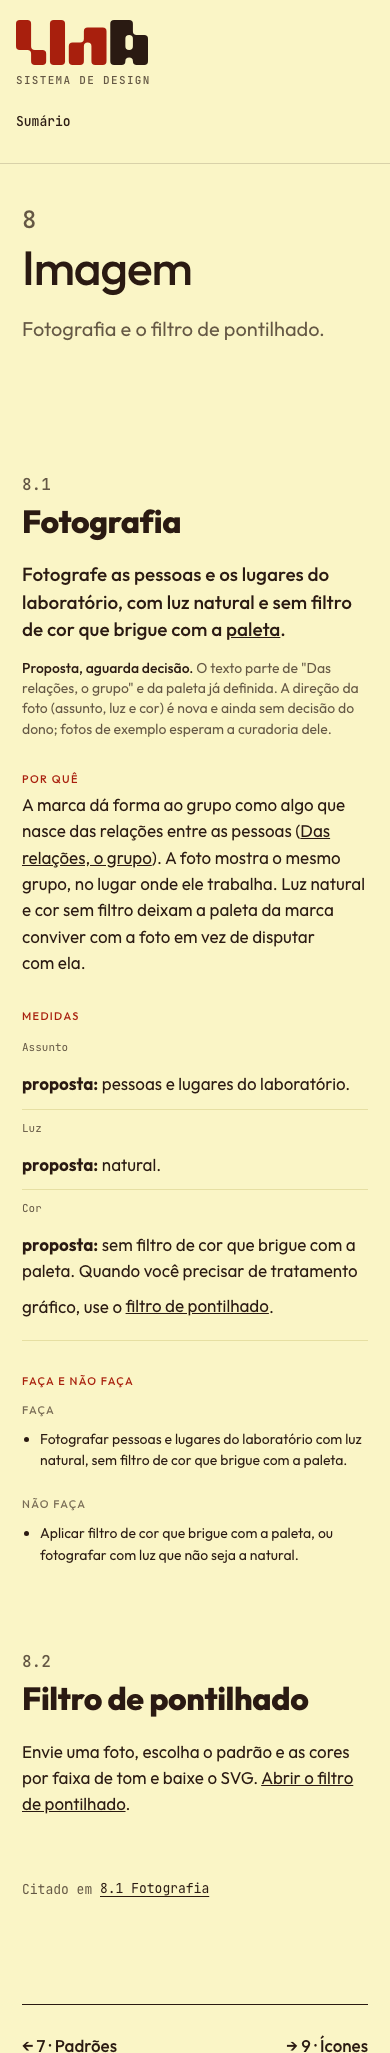 SISTEMA DE DESIGN
Sumário
8
Imagem
Fotografia e o filtro de pontilhado.
8.1
Fotografia
Fotografe as pessoas e os lugares do
laboratório, com luz natural e sem filtro
de cor que brigue com a paleta.
Proposta, aguarda decisão. O texto parte de "Das
relações, o grupo" e da paleta já definida. A direção da
foto (assunto, luz e cor) é nova e ainda sem decisão do
dono; fotos de exemplo esperam a curadoria dele.
POR QUÊ
A marca dá forma ao grupo como algo que
nasce das relações entre as pessoas (Das
relações, o grupo). A foto mostra o mesmo
grupo, no lugar onde ele trabalha. Luz natural
e cor sem filtro deixam a paleta da marca
conviver com a foto em vez de disputar
com ela.
MEDIDAS
Assunto
proposta: pessoas e lugares do laboratório.
Luz
proposta: natural.
Cor
proposta: sem filtro de cor que brigue com a
paleta. Quando você precisar de tratamento
gráfico, use o filtro de pontilhado.
FAÇA E NÃO FAÇA
FAÇA
• Fotografar pessoas e lugares do laboratório com luz
natural, sem filtro de cor que brigue com a paleta.
NÃO FAÇA
• Aplicar filtro de cor que brigue com a paleta, ou
fotografar com luz que não seja a natural.
8.2
Filtro de pontilhado
Envie uma foto, escolha o padrão e as cores
por faixa de tom e baixe o SVG. Abrir o filtro
de pontilhado.
Citado em 8.1 Fotografia
← 7 · Padrões
→ 9 · Ícones